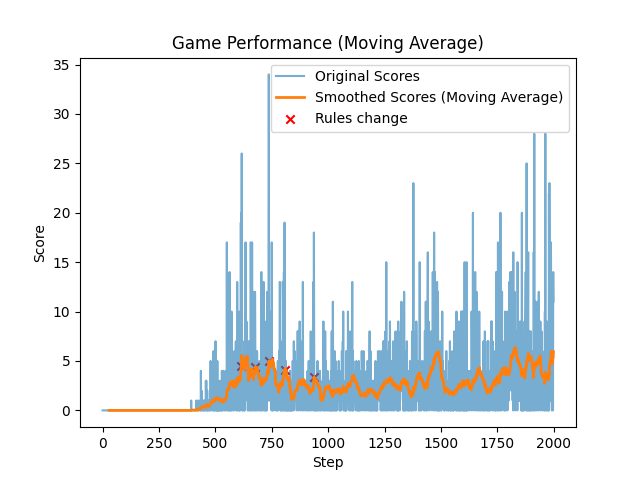 Game Performance (Moving Average)
Original Scores
Smoothed Scores (Moving Average)
Rules change
Score
35
30
25
20
15
10
5
0
0 250 500 750 1000 1250 1500 1750 2000
Step